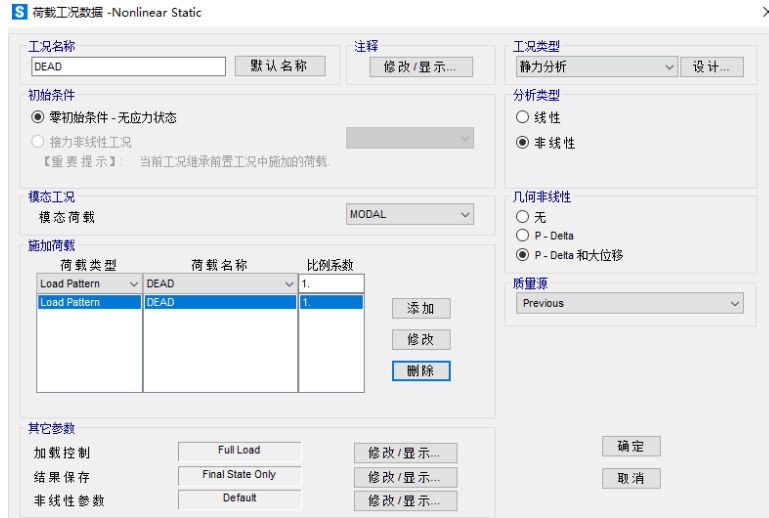 S 荷载工况数据 -Nonlinear Static
工况名称
DEAD
默认名称
注释
修改/显示...
工况类型
静力分析
设计...
初始条件
零初始条件 - 无应力状态
接力非线性工况
【重要提示】: 当前工况继承前置工况中施加的荷载.
分析类型
线性
非线性
模态工况
模态荷载
MODAL
几何非线性
无
P - Delta
P - Delta 和大位移
施加荷载
荷载类型 荷载名称 比例系数
Load Pattern DEAD 1.
Load Pattern DEAD 1.
添加
修改
删除
质量源
Previous
其它参数
加载控制 Full Load 修改/显示...
结果保存 Final State Only 修改/显示...
非线性参数 Default 修改/显示...
确定
取消